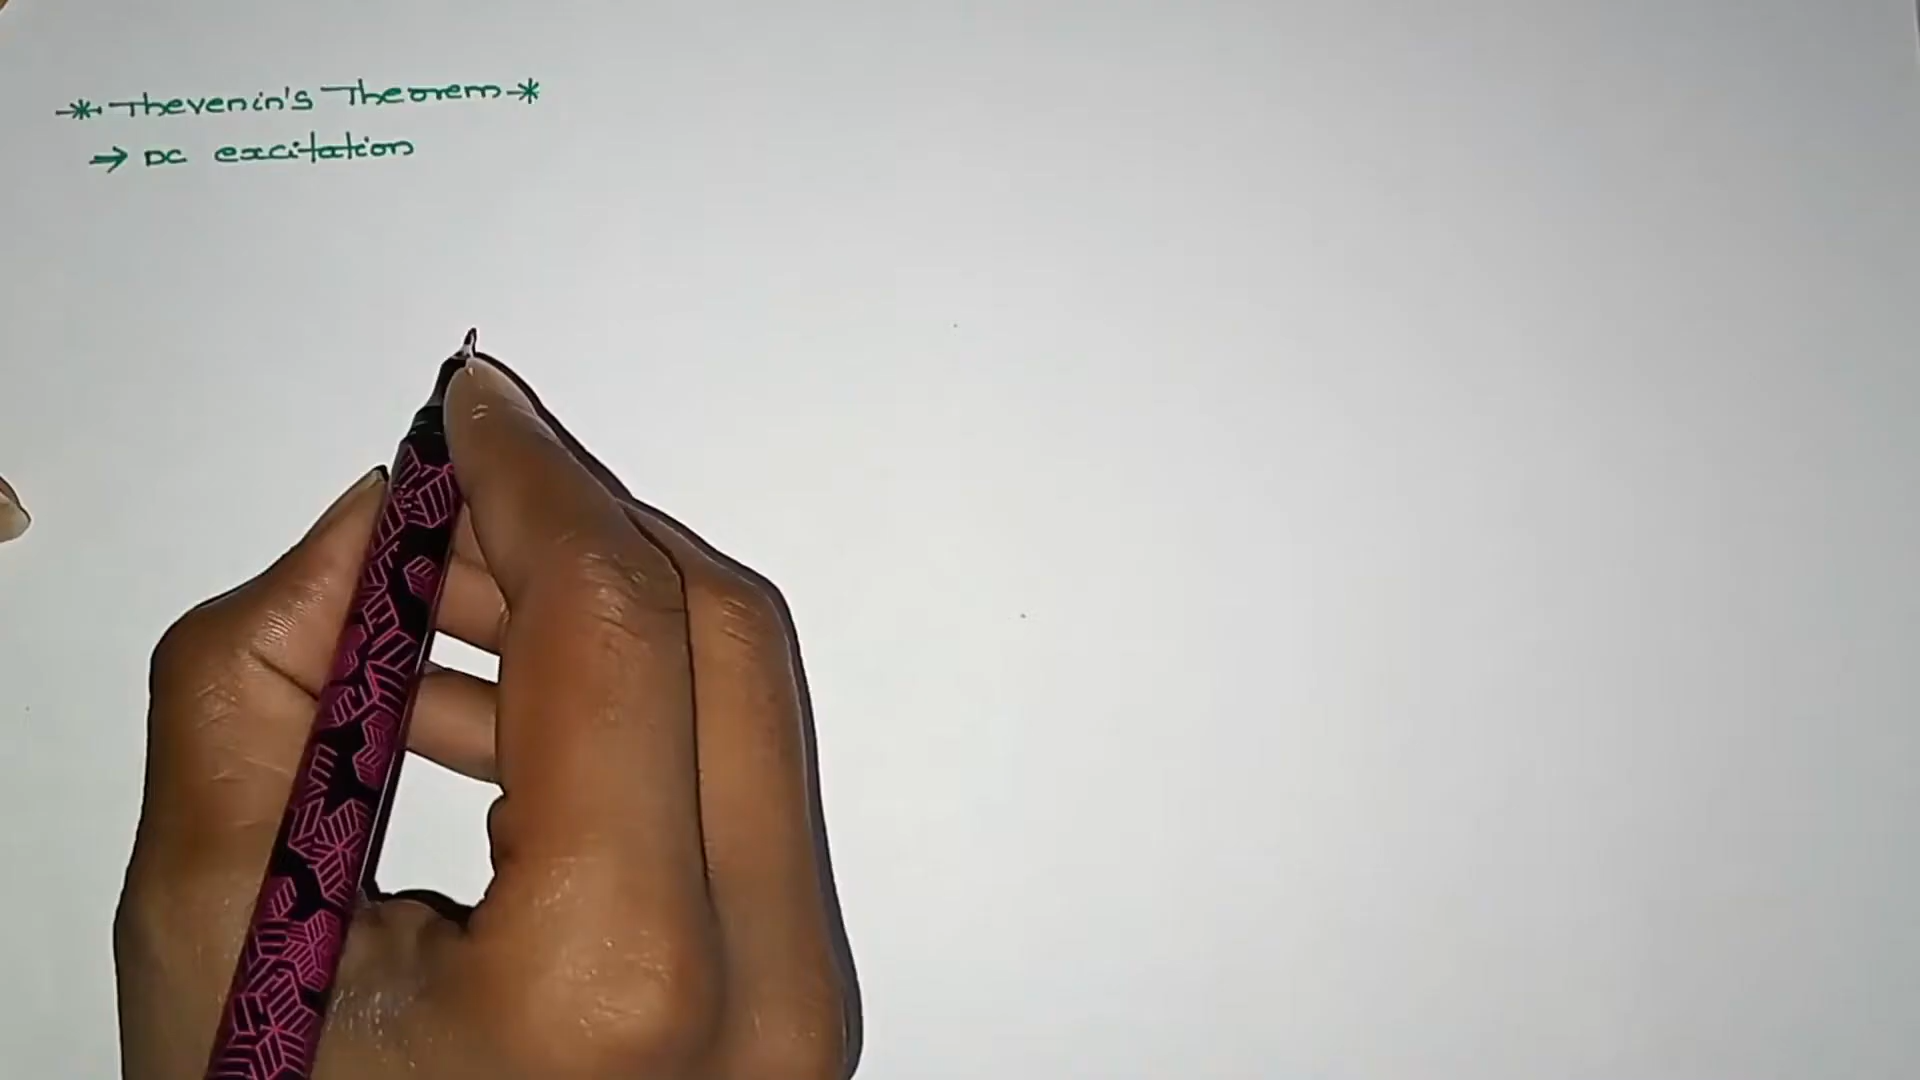 * Thevenin's Theorem *
→ DC excitation